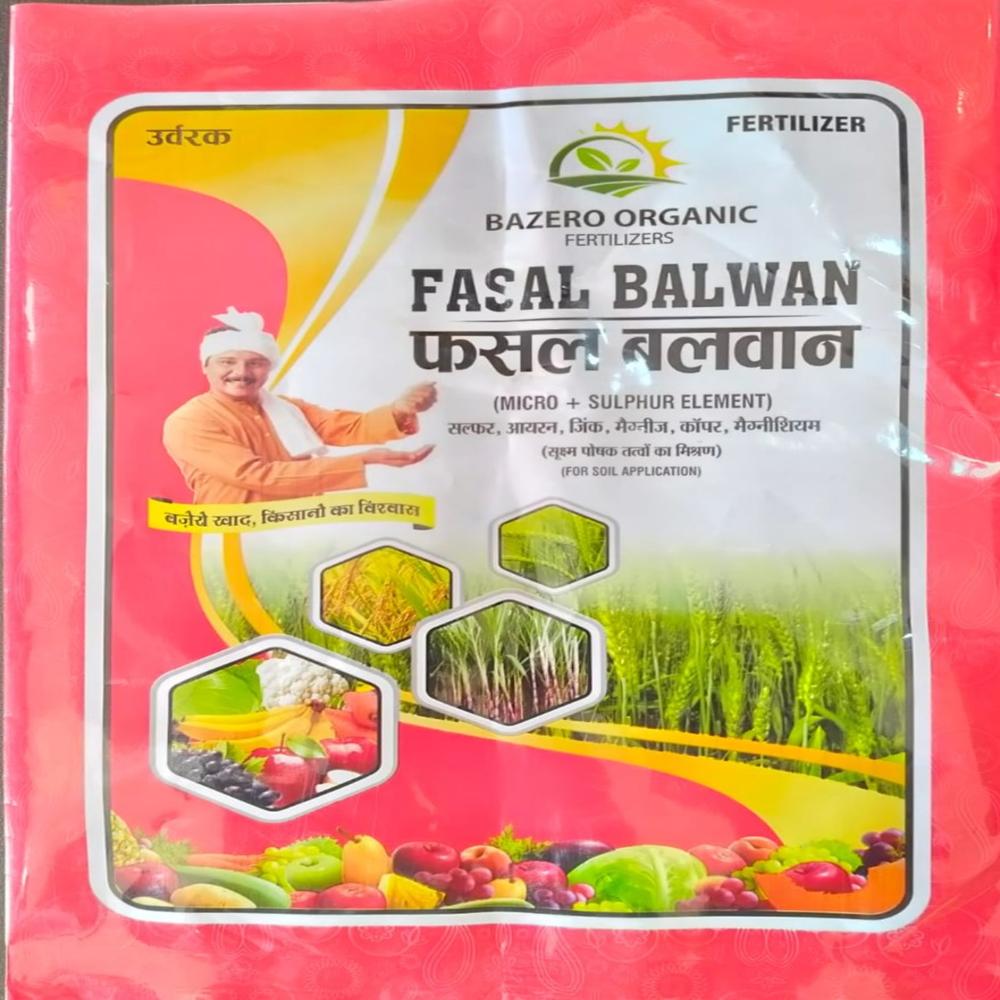 उर्वरक
FERTILIZER
BAZERO ORGANIC
FERTILIZERS
FASAL BALWAN
फसल बलवान
(MICRO + SULPHUR ELEMENT)
सल्फर, आयरन, जिंक, मैग्नीज, कॉपर, मैग्नीशियम
(सूक्ष्म पोषक तत्वों का मिश्रण)
(FOR SOIL APPLICATION)
बज़ेरो खाद, किसानो का विश्वास